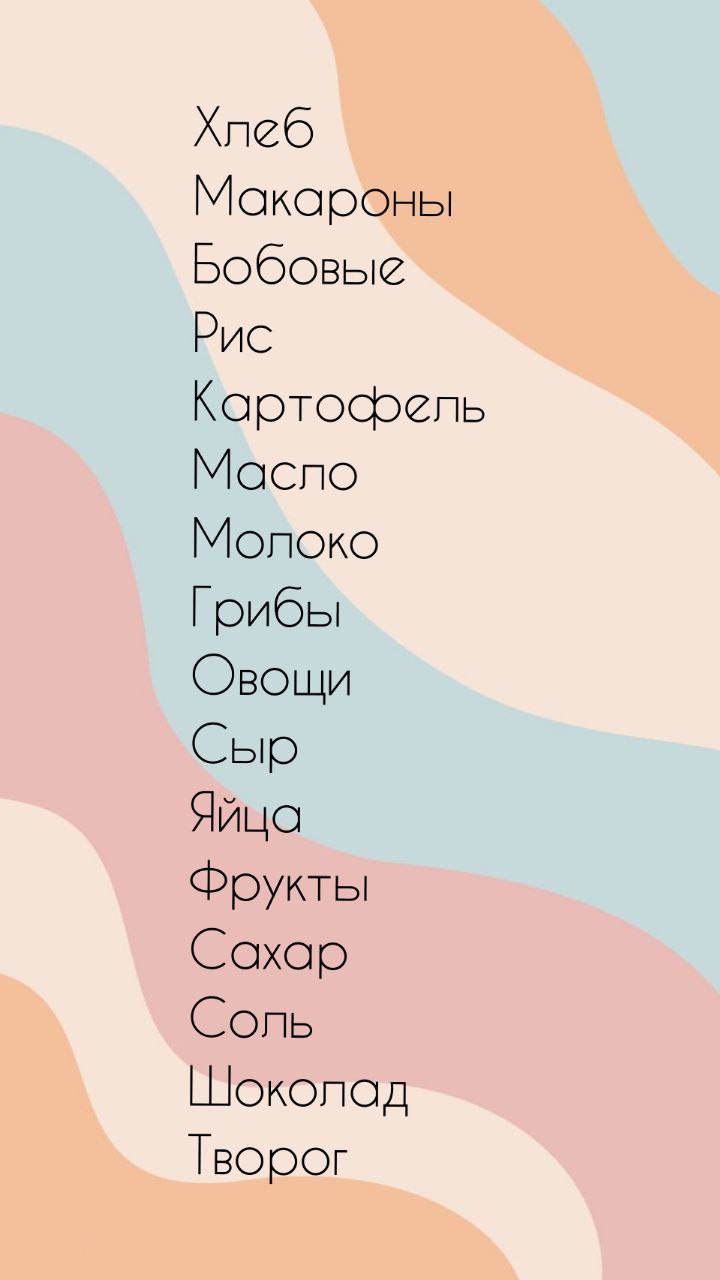 Хлеб
Макароны
Бобовые
Рис
Картофель
Масло
Молоко
Грибы
Овощи
Сыр
Яйца
Фрукты
Сахар
Соль
Шоколад
Творог